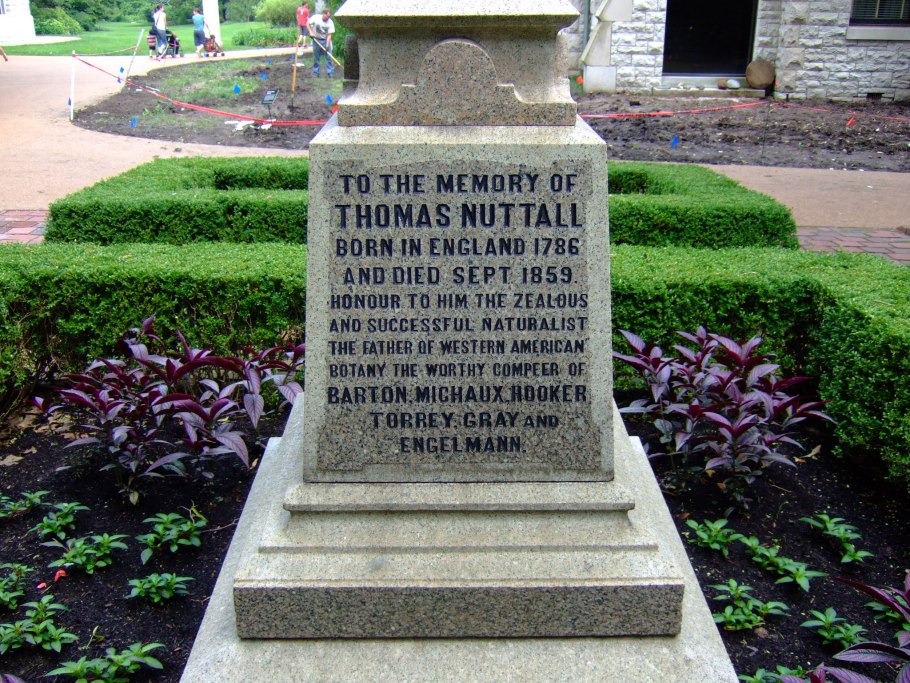 TO THE MEMORY OF
THOMAS NUTTALL
BORN IN ENGLAND 1786
AND DIED SEPT. 1859.
HONOUR TO HIM THE ZEALOUS
AND SUCCESSFUL NATURALIST
THE FATHER OF WESTERN AMERICAN
BOTANY THE WORTHY COMPEER OF
BARTON, MICHAUX, HOOKER
TORREY, GRAY AND
ENGELMANN.